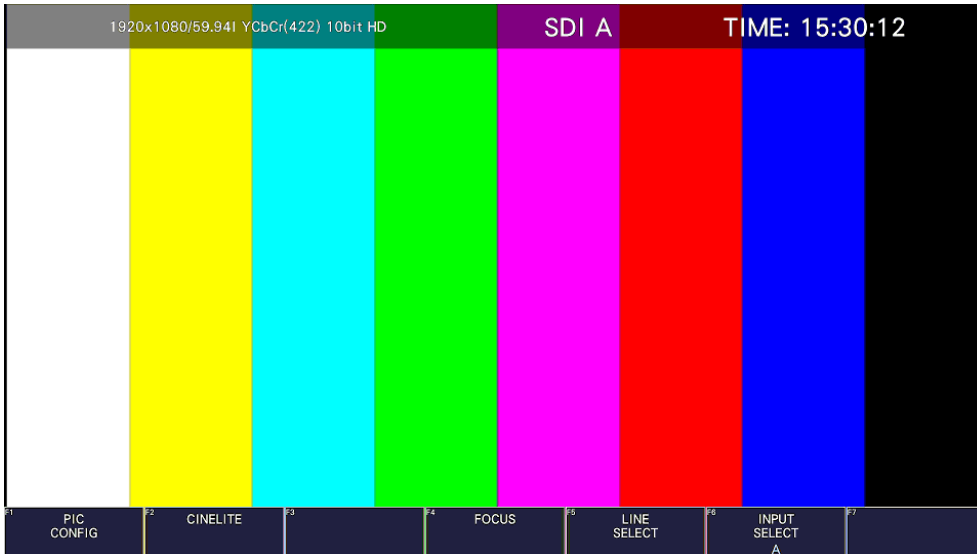 1920x1080/59.94I YCbCr(422) 10bit HD
SDI A
TIME: 15:30:12
F1
PIC
CONFIG
F2
CINELITE
F3
F4
FOCUS
F5
LINE
SELECT
F6
INPUT
SELECT
A
F7